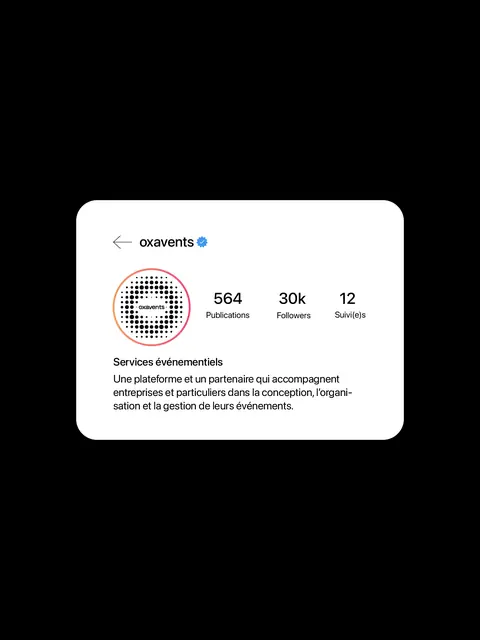 oxavents
oxavents
564 30k 12
Publications Followers Suivi(e)s
Services événementiels
Une plateforme et un partenaire qui accompagnent
entreprises et particuliers dans la conception, l'organi-
sation et la gestion de leurs événements.